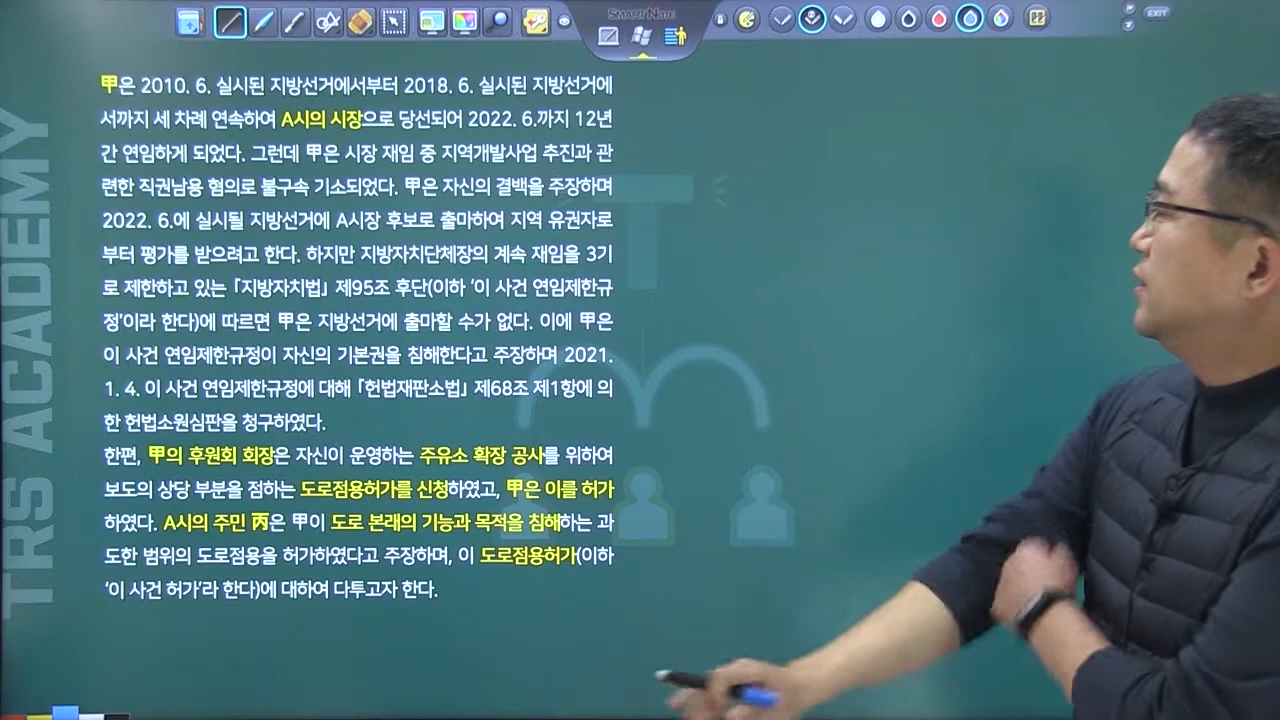 SMARTNOTE
EXIT
TRS ACADEMY
甲은 2010. 6. 실시된 지방선거에서부터 2018. 6. 실시된 지방선거에
서까지 세 차례 연속하여 A시의 시장으로 당선되어 2022. 6.까지 12년
간 연임하게 되었다. 그런데 甲은 시장 재임 중 지역개발사업 추진과 관
련한 직권남용 혐의로 불구속 기소되었다. 甲은 자신의 결백을 주장하며
2022. 6.에 실시될 지방선거에 A시장 후보로 출마하여 지역 유권자로
부터 평가를 받으려고 한다. 하지만 지방자치단체장의 계속 재임을 3기
로 제한하고 있는 「지방자치법」 제95조 후단(이하 ‘이 사건 연임제한규
정’이라 한다)에 따르면 甲은 지방선거에 출마할 수가 없다. 이에 甲은
이 사건 연임제한규정이 자신의 기본권을 침해한다고 주장하며 2021.
1. 4. 이 사건 연임제한규정에 대해 「헌법재판소법」 제68조 제1항에 의
한 헌법소원심판을 청구하였다.
한편, 甲의 후원회 회장은 자신이 운영하는 주유소 확장 공사를 위하여
보도의 상당 부분을 점하는 도로점용허가를 신청하였고, 甲은 이를 허가
하였다. A시의 주민 丙은 甲이 도로 본래의 기능과 목적을 침해하는 과
도한 범위의 도로점용을 허가하였다고 주장하며, 이 도로점용허가(이하
‘이 사건 허가’라 한다)에 대하여 다투고자 한다.